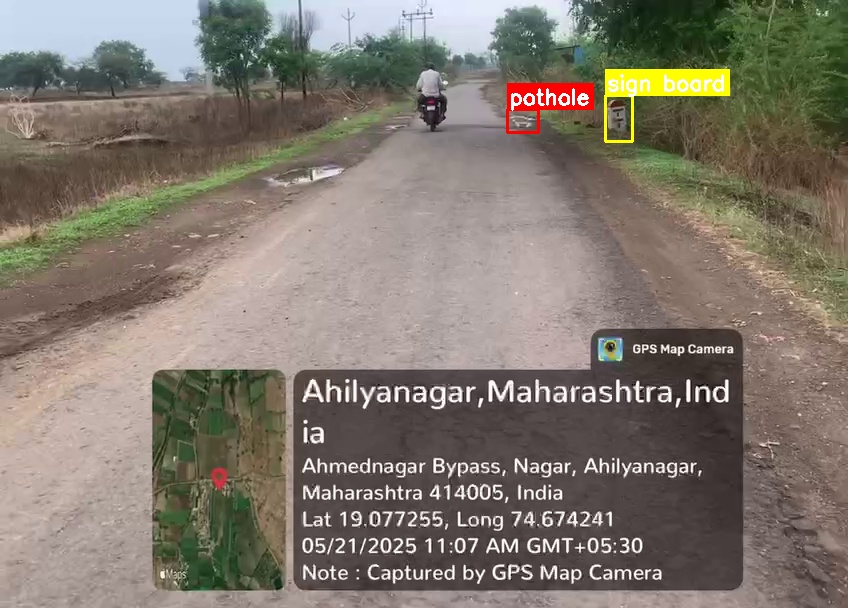 pothole
sign board
GPS Map Camera
Ahilyanagar,Maharashtra,Ind
ia
Ahmednagar Bypass, Nagar, Ahilyanagar,
Maharashtra 414005, India
Lat 19.077255, Long 74.674241
05/21/2025 11:07 AM GMT+05:30
Note : Captured by GPS Map Camera
Maps